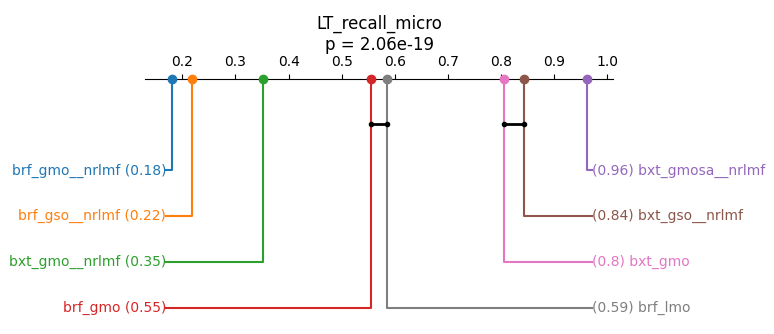 LT_recall_micro
p = 2.06e-19
0.2 0.3 0.4 0.5 0.6 0.7 0.8 0.9 1.0
brf_gmo__nrlmf (0.18) (0.96) bxt_gmosa__nrlmf
brf_gso__nrlmf (0.22) (0.84) bxt_gso__nrlmf
bxt_gmo__nrlmf (0.35) (0.8) bxt_gmo
brf_gmo (0.55) (0.59) brf_lmo